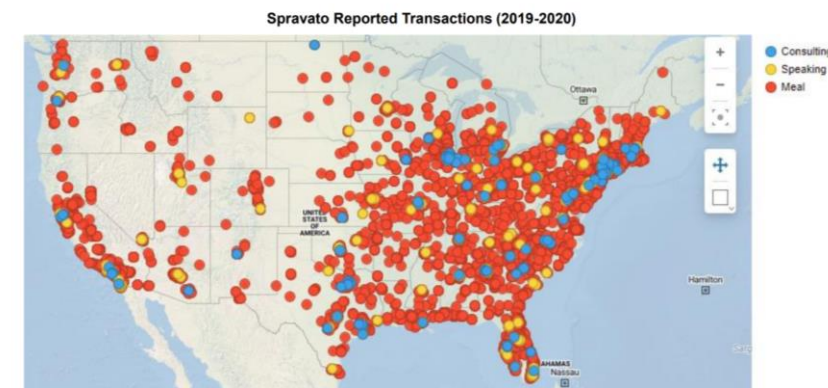 Spravato Reported Transactions (2019-2020)
Consulting
Speaking
Meal
Ottawa
UNITED
STATES
OF
AMERICA
Hamilton
AHAMAS
Nassau